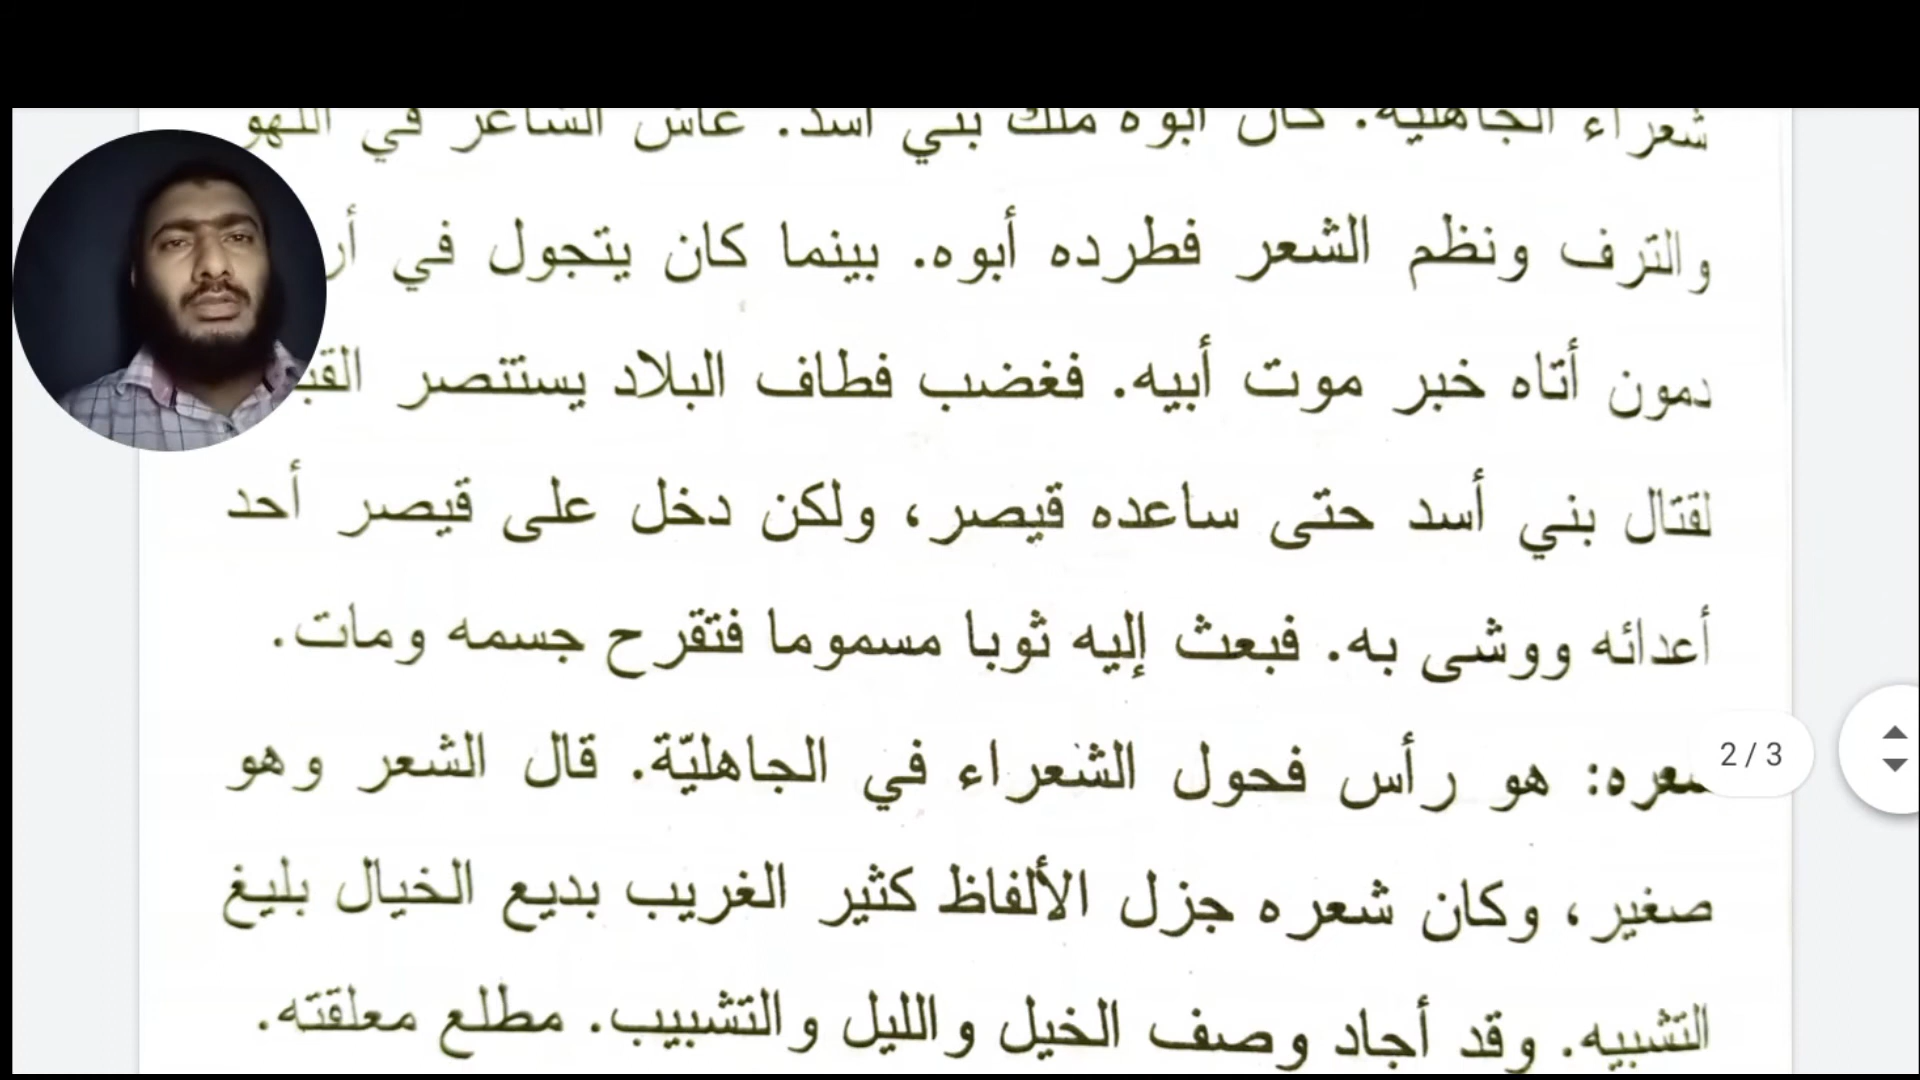 شعراء الجاهلية. كان أبوه ملك بني أسد. عاش الشاعر في اللهو
والترف ونظم الشعر فطرده أبوه. بينما كان يتجول في
دمون أتاه خبر موت أبيه. فغضب فطاف البلاد يستتصر
لقتال بني أسد حتى ساعده قيصر، ولكن دخل على قيصر أحد
أعدائه ووشى به. فبعث إليه ثوبا مسموما فتقرح جسمه ومات.
هو رأس فحول الشعراء في الجاهليّة. قال الشعر وهو
2 / 3
صغير، وكان شعره جزل الألفاظ كثير الغريب بديع الخيال بليغ
التشبيه. وقد أجاد وصف الخيل والليل والتشبيب. مطلع معلقته.